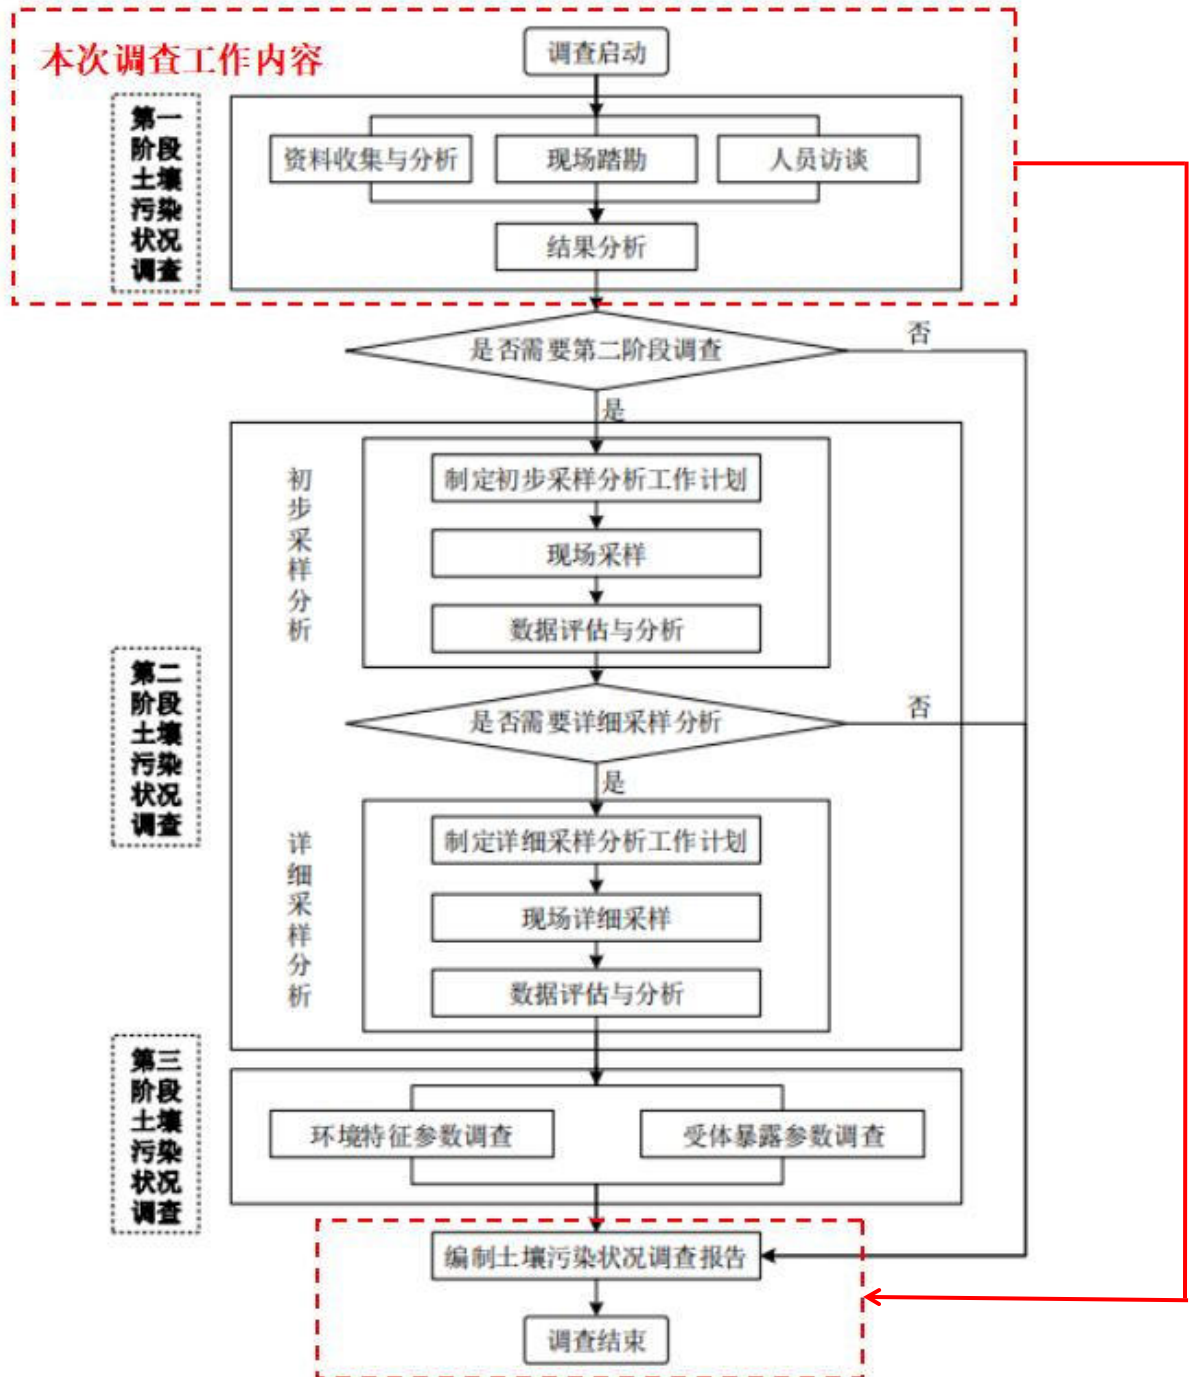 本次调查工作内容
调查启动
第一
阶段
土壤
污染
状况
调查
资料收集与分析
现场踏勘
人员访谈
结果分析
是否需要第二阶段调查
否
是
第二
阶段
土壤
污染
状况
调查
初步采样分析
制定初步采样分析工作计划
现场采样
数据评估与分析
是否需要详细采样分析
否
是
详细采样分析
制定详细采样分析工作计划
现场详细采样
数据评估与分析
第三
阶段
土壤
污染
状况
调查
环境特征参数调查
受体暴露参数调查
编制土壤污染状况调查报告
调查结束